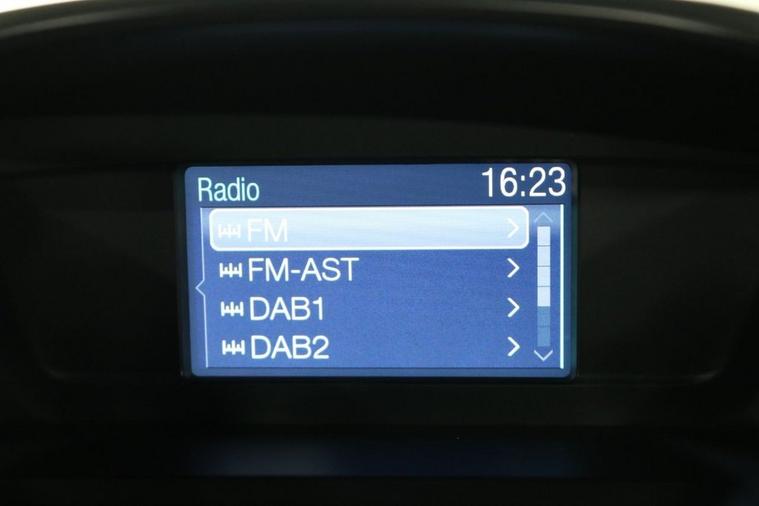 Radio 16:23
FM
FM-AST
DAB1
DAB2